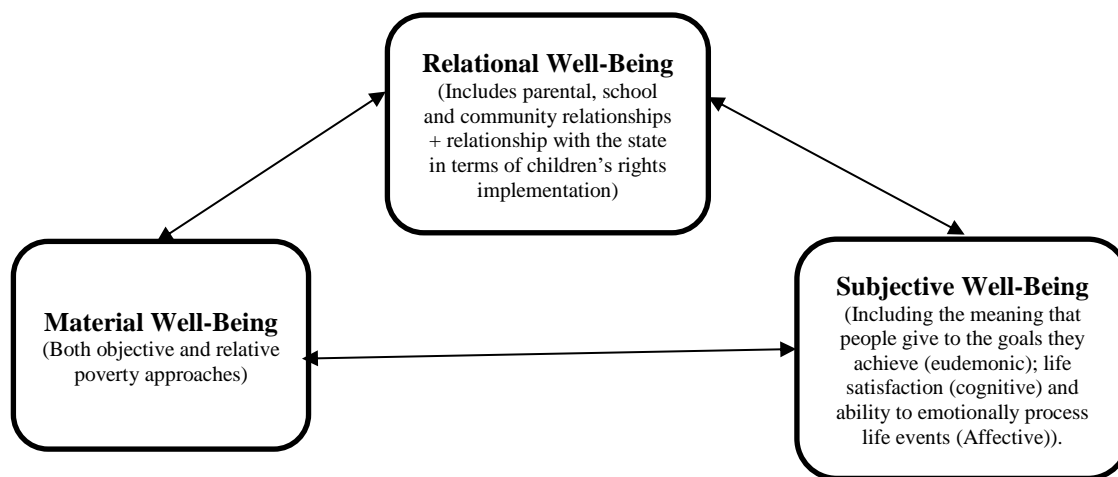 Relational Well-Being
(Includes parental, school
and community relationships
+ relationship with the state
in terms of children’s rights
implementation)
Material Well-Being
(Both objective and relative
poverty approaches)
Subjective Well-Being
(Including the meaning that
people give to the goals they
achieve (eudemonic); life
satisfaction (cognitive) and
ability to emotionally process
life events (Affective)).